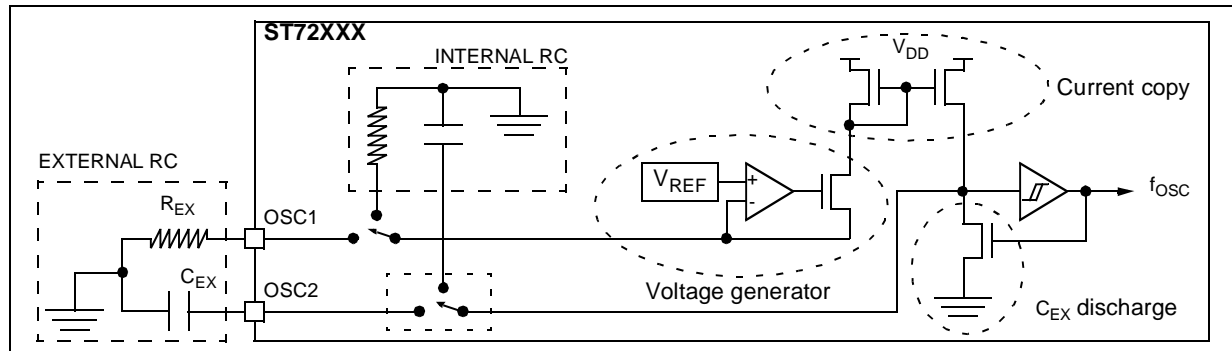 ST72XXX
INTERNAL RC
V_DD
Current copy
EXTERNAL RC
R_EX
OSC1
V_REF
+
-
f_OSC
C_EX
OSC2
Voltage generator
C_EX discharge